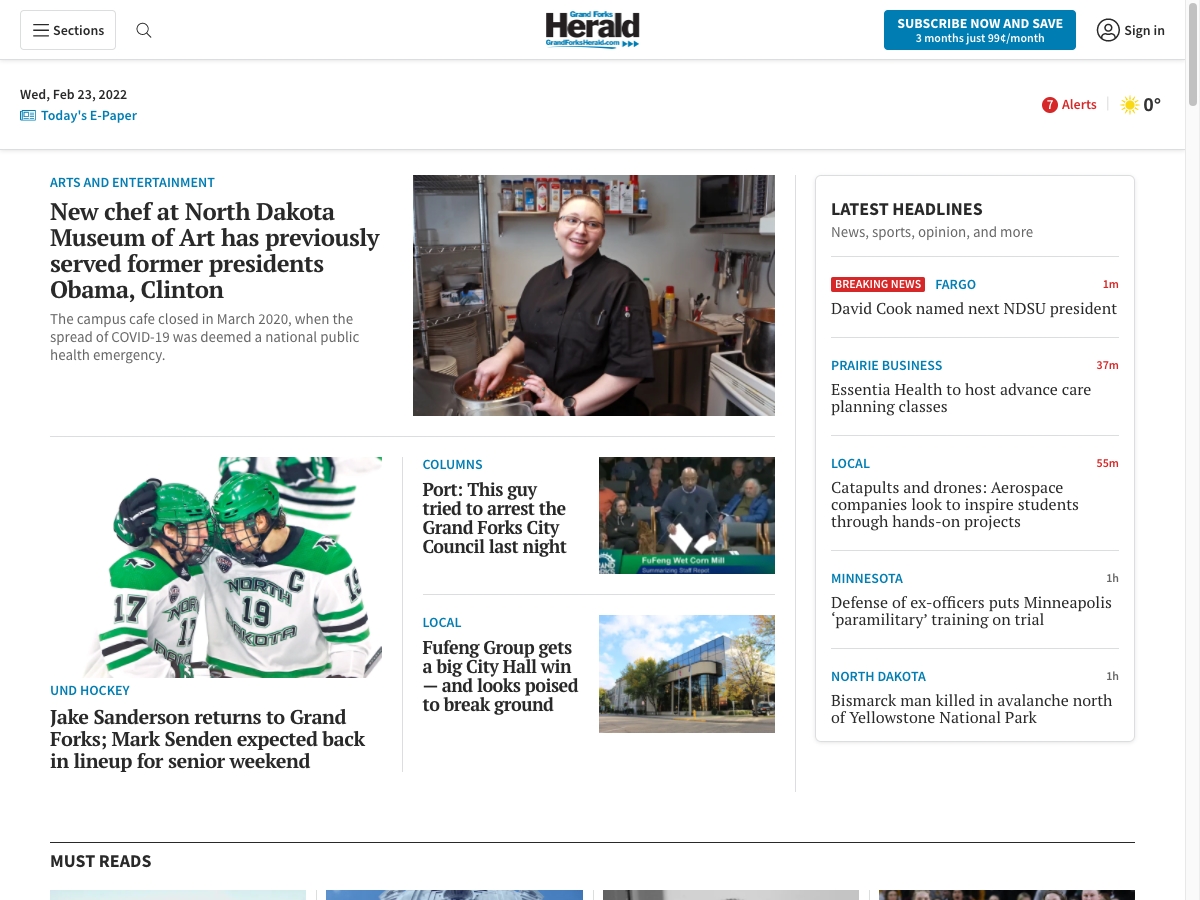 Sections
Grand Forks
Herald
GrandForksHerald.com
SUBSCRIBE NOW AND SAVE
3 months just 99¢/month
Sign in
Wed, Feb 23, 2022
Today's E-Paper
7 Alerts
0°
ARTS AND ENTERTAINMENT
New chef at North Dakota
Museum of Art has previously
served former presidents
Obama, Clinton
The campus cafe closed in March 2020, when the
spread of COVID-19 was deemed a national public
health emergency.
17
NORTH
19
DAKOTA
C
UND HOCKEY
Jake Sanderson returns to Grand
Forks; Mark Senden expected back
in lineup for senior weekend
COLUMNS
Port: This guy
tried to arrest the
Grand Forks City
Council last night
FuFeng Wet Corn Mill
Summarizing Staff Repot
LOCAL
Fufeng Group gets
a big City Hall win
— and looks poised
to break ground
LATEST HEADLINES
News, sports, opinion, and more
BREAKING NEWS FARGO 1m
David Cook named next NDSU president
PRAIRIE BUSINESS 37m
Essentia Health to host advance care
planning classes
LOCAL 55m
Catapults and drones: Aerospace
companies look to inspire students
through hands-on projects
MINNESOTA 1h
Defense of ex-officers puts Minneapolis
‘paramilitary’ training on trial
NORTH DAKOTA 1h
Bismarck man killed in avalanche north
of Yellowstone National Park
MUST READS